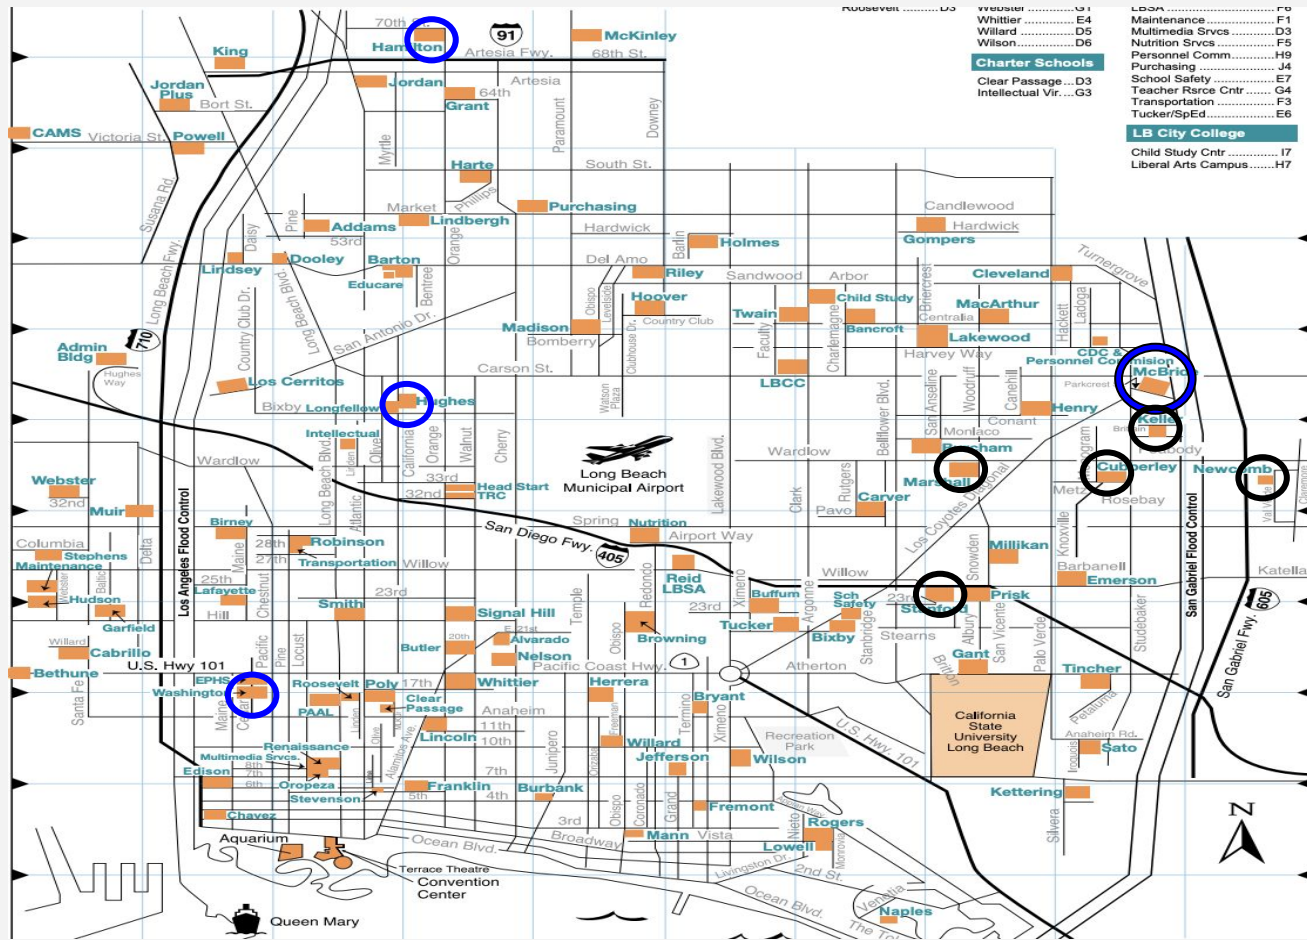 Roosevelt ......... D3
Webster ............. G1
Whittier ............. E4
Willard ............... D5
Wilson ............... D6
Charter Schools
Clear Passage ... D3
Intellectual Vir. ... G3
LBSA ........................ F6
Maintenance ............... F1
Multimedia Srvcs ......... D3
Nutrition Srvcs ............ F5
Personnel Comm. ......... H9
Purchasing ................. J4
School Safety .............. E7
Teacher Rsrce Cntr ...... G4
Transportation ............. F3
Tucker/SpEd ............... E6
LB City College
Child Study Cntr ............ I7
Liberal Arts Campus ...... H7
70th St.
Hamilton
91
McKinley
Artesia Fwy.
68th St.
King
Jordan
Artesia
Jordan
Plus
64th
Grant
Bort St.
Paramount
Downey
CAMS
Victoria St.
Powell
Myrtle
Harte
South St.
Susana Rd.
Phillips
Market
Purchasing
Candlewood
Pine
Addams
Lindbergh
Hardwick
Hardwick
Gompers
53rd
Orange
Barlin
Holmes
Daisy
Long Beach Fwy.
Lindsey
Dooley
Barton
Educare
Bentree
Del Amo
Riley
Sandwood
Arbor
Cleveland
Turnergrove
Long Beach Blvd.
Country Club Dr.
Obispo
Levelside
Hoover
Country Club
Clubhouse Dr.
Child Study
Briercrest
MacArthur
Ladoga
Hackett
San Antonio Dr.
Madison
Bomberry
Twain
Faculty
Charlemagne
Bancroft
Centralia
Lakewood
Harvey Way
710
Admin
Bldg
Hughes
Way
Carson St.
LBCC
CDC &
Personnel Commision
McBride
Parkcrest
Los Cerritos
Bixby
Longfellow
Hughes
Watson
Plaza
Bellflower Blvd.
San Anseline
Woodruff
Canehill
Henry
Conant
Keller
Britain
Peabody
Intellectual
Linden
Olive
California
Orange
Walnut
Cherry
Long Beach Blvd.
Atlantic
Wardlow
Long Beach
Municipal Airport
Lakewood Blvd.
Wardlow
Monaco
Marshall
Cubberley
Newcomb
Metz
Rosebay
Claremore
Webster
32nd
Muir
33rd
32nd
Head Start
TRC
Clark
Rutgers
Carver
Pavo
Los Coyotes Diagonal
Los Angeles Flood Control
San Diego Fwy.
405
Spring
Nutrition
Airport Way
Columbia
Stephens
Maintenance
Delta
Birney
Maine
28th
27th
Robinson
Transportation
Willow
Reid
LBSA
Willow
Snowden
Millikan
Knoxville
Barbanell
Emerson
Katella
San Gabriel Flood Control
605
San Gabriel Fwy.
Webster
Baltic
Hudson
Garfield
25th
Lafayette
Hill
Chestnut
23rd
Smith
Signal Hill
Temple
Redondo
Ximeno
23rd
Buffum
Argonne
Sch
Safety
23rd
Stanford
Prisk
Willard
Cabrillo
Pacific
Pine
Locust
20th
E 21st
Alvarado
Butler
Nelson
Obispo
Browning
Tucker
Bixby
Stanbridge
Stearns
Albury
San Vicente
Palo Verde
Studebaker
U.S. Hwy 101
Bethune
Santa Fe
EPHS
Washington
Maine
Cedar
Roosevelt
PAAL
Linden
Poly
17th
Clear
Passage
Whittier
Pacific Coast Hwy.
1
Atherton
Britton
Gant
Tincher
Petaluma
Anaheim
Herrera
Freeman
Termino
Bryant
Ximeno
California
State
University
Long Beach
Lincoln
11th
10th
Willard
Jefferson
Recreation
Park
Wilson
U.S. Hwy. 101
Anaheim Rd.
Iroquois
Sato
Renaissance
Multimedia Srvcs.
Edison
8th
7th
6th
Oropeza
Stevenson
Olive
Alamitos Ave.
Franklin
5th
7th
4th
Junipero
Orizaba
Burbank
Obispo
Coronado
Grand
Fremont
Appian Way
Kettering
Silvera
Chavez
3rd
Broadway
Mann
Vista
Nieto
Rogers
Lowell
Monrovia
Aquarium
Ocean Blvd.
Terrace Theatre
Convention
Center
Livingston Dr.
2nd St.
Ocean Blvd.
Venetia
Naples
Queen Mary
N